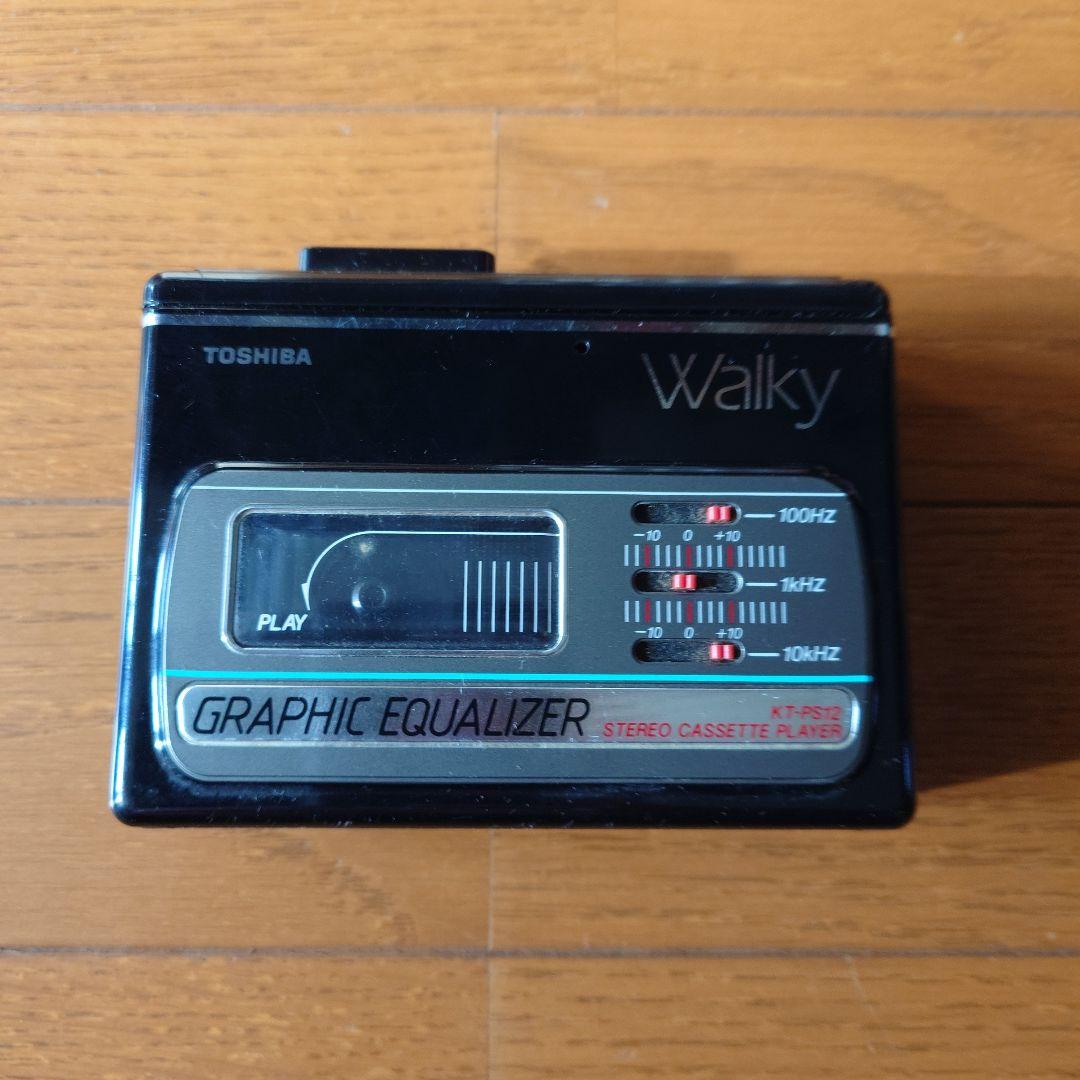 TOSHIBA
Walky
100Hz
-10 0 +10
1kHz
-10 0 +10
10kHz
PLAY
GRAPHIC EQUALIZER
KT-PS12
STEREO CASSETTE PLAYER